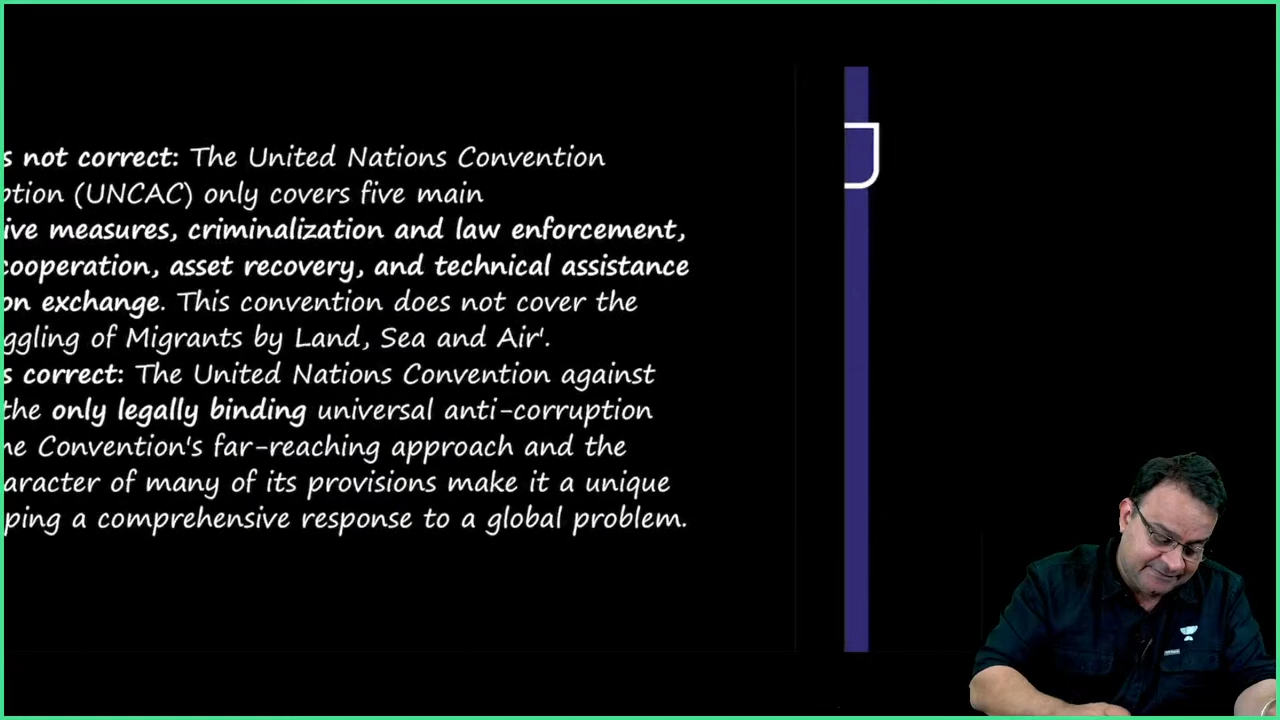 s not correct: The United Nations Convention
ption (UNCAC) only covers five main
ive measures, criminalization and law enforcement,
cooperation, asset recovery, and technical assistance
on exchange. This convention does not cover the
ggling of Migrants by Land, Sea and Air'.
s correct: The United Nations Convention against
the only legally binding universal anti-corruption
he Convention's far-reaching approach and the
aracter of many of its provisions make it a unique
ping a comprehensive response to a global problem.